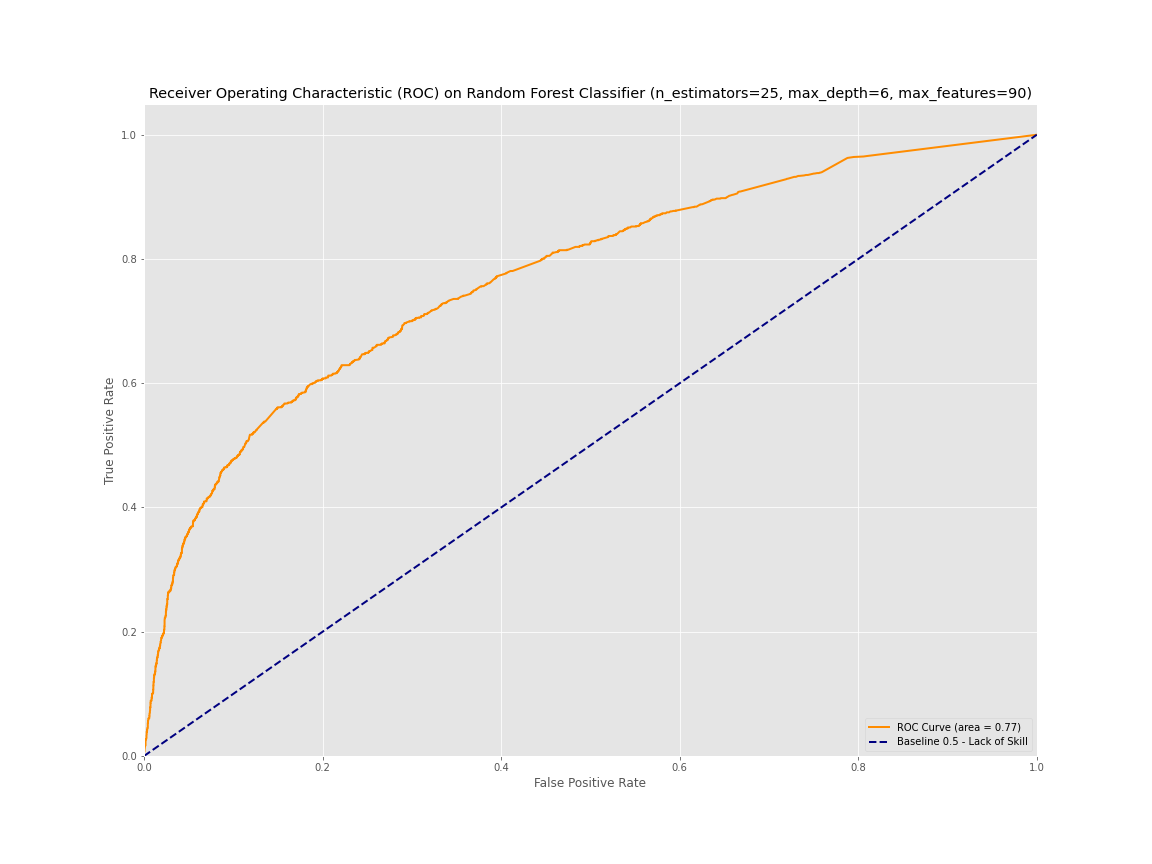 Receiver Operating Characteristic (ROC) on Random Forest Classifier (n_estimators=25, max_depth=6, max_features=90)
1.0
0.8
0.6
0.4
0.2
0.0
True Positive Rate
0.0 0.2 0.4 0.6 0.8 1.0
False Positive Rate
ROC Curve (area = 0.77)
Baseline 0.5 - Lack of Skill